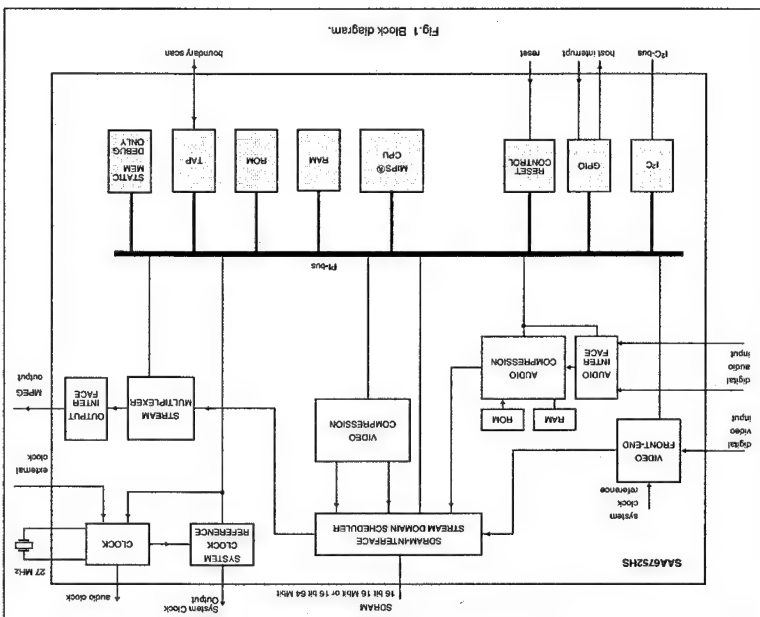 SDRAM
16 bit 16 Mbit or 16 bit 64 Mbit
System Clock
Output
audio clock
27 MHz
SAA6752HS
SDRAM-INTERFACE
STREAM DOMAIN SCHEDULER
SYSTEM
CLOCK
REFERENCE
CLOCK
external
clock
system
clock
reference
digital
video
input
VIDEO
FRONT-END
VIDEO
COMPRESSION
STREAM
MULTIPLEXER
OUTPUT
INTER
FACE
MPEG
output
RAM
ROM
digital
audio
input
AUDIO
INTER
FACE
AUDIO
COMPRESSION
PI-bus
I²C
GPIO
RESET
CONTROL
MIPS®
CPU
RAM
ROM
TAP
STATIC
MEM
DEBUG
ONLY
I²C-bus
host interrupt
reset
boundary scan
Fig.1 Block diagram.